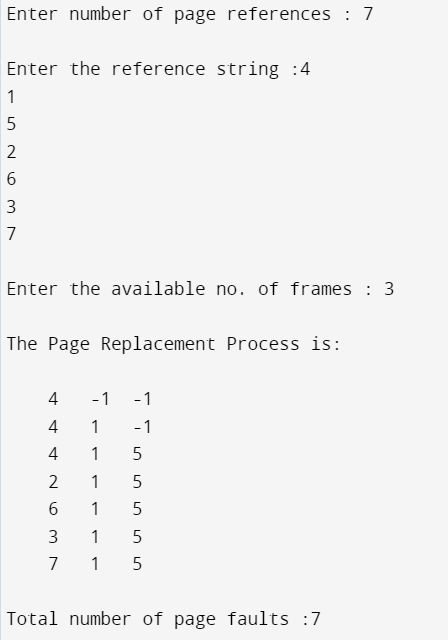 Enter number of page references : 7
Enter the reference string :4
1
5
2
6
3
7
Enter the available no. of frames : 3
The Page Replacement Process is:
4 -1 -1
4 1 -1
4 1 5
2 1 5
6 1 5
3 1 5
7 1 5
Total number of page faults :7